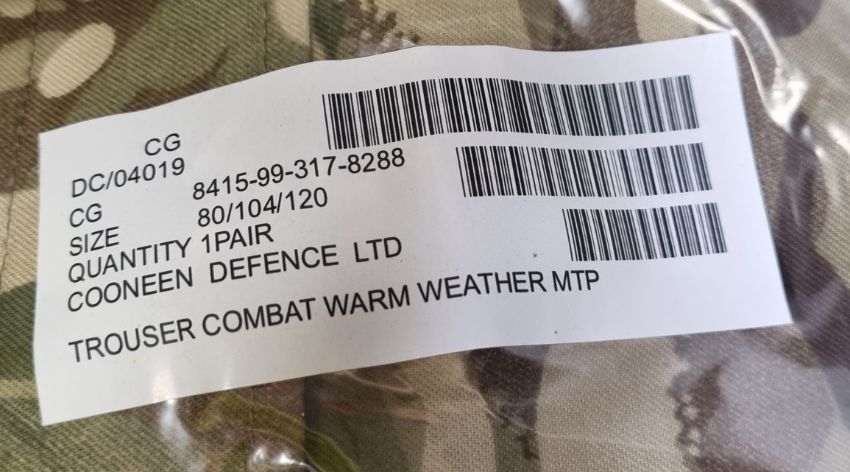 CG
DC/04019
CG 8415-99-317-8288
SIZE 80/104/120
QUANTITY 1PAIR
COONEEN DEFENCE LTD
TROUSER COMBAT WARM WEATHER MTP